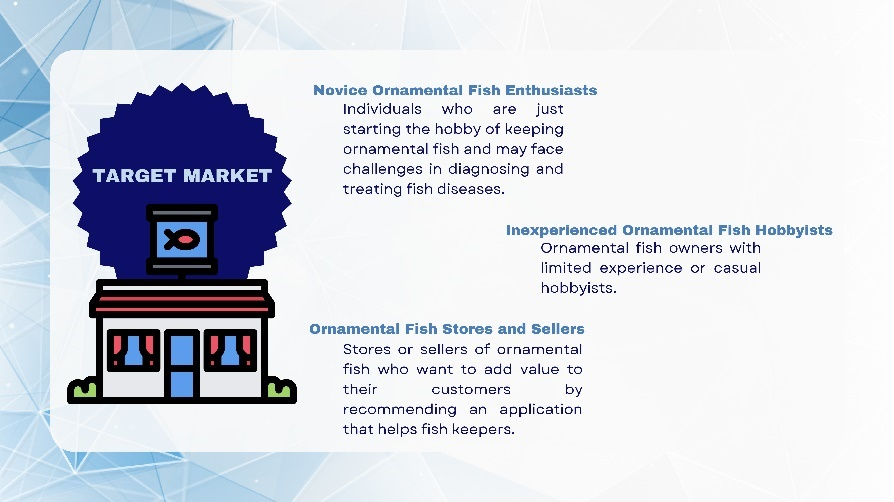 TARGET MARKET
Novice Ornamental Fish Enthusiasts
Individuals who are just
starting the hobby of keeping
ornamental fish and may face
challenges in diagnosing and
treating fish diseases.
Inexperienced Ornamental Fish Hobbyists
Ornamental fish owners with
limited experience or casual
hobbyists.
Ornamental Fish Stores and Sellers
Stores or sellers of ornamental
fish who want to add value to
their customers by
recommending an application
that helps fish keepers.